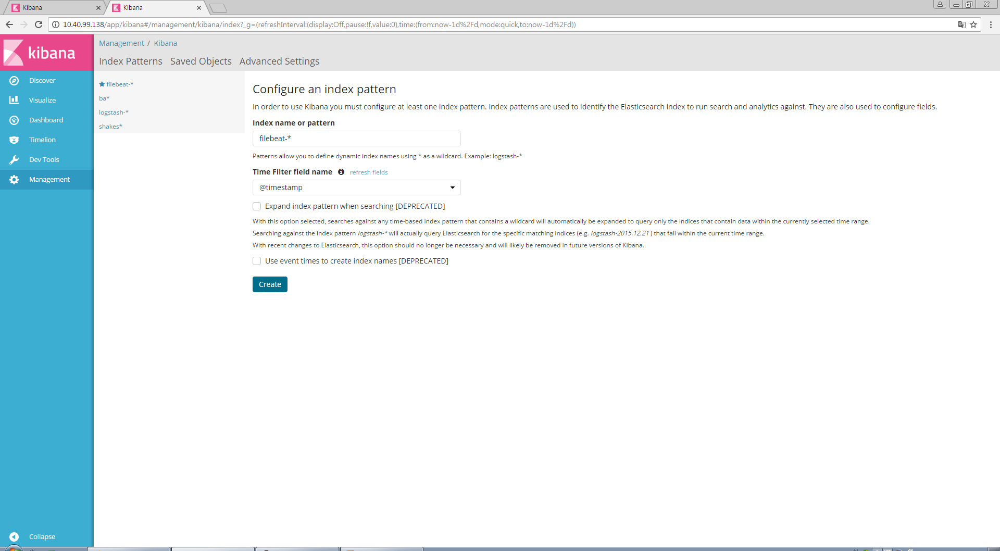 Kibana
Kibana
10.40.99.138/app/kibana#/management/kibana/index?_g=(refreshInterval:(display:Off,pause:!f,value:0),time:(from:now-1d%2Fd,mode:quick,to:now-1d%2Fd))
kibana
Management / Kibana
Index Patterns Saved Objects Advanced Settings
Discover
Visualize
Dashboard
Timelion
Dev Tools
Management
Collapse
filebeat-*
ba*
logstash-*
shakes*
Configure an index pattern
In order to use Kibana you must configure at least one index pattern. Index patterns are used to identify the Elasticsearch index to run search and analytics against. They are also used to configure fields.
Index name or pattern
filebeat-*
Patterns allow you to define dynamic index names using * as a wildcard. Example: logstash-*
Time Filter field name refresh fields
@timestamp
Expand index pattern when searching [DEPRECATED]
With this option selected, searches against any time-based index pattern that contains a wildcard will automatically be expanded to query only the indices that contain data within the currently selected time range.
Searching against the index pattern logstash-* will actually query Elasticsearch for the specific matching indices (e.g. logstash-2015.12.21 ) that fall within the current time range.
With recent changes to Elasticsearch, this option should no longer be necessary and will likely be removed in future versions of Kibana.
Use event times to create index names [DEPRECATED]
Create